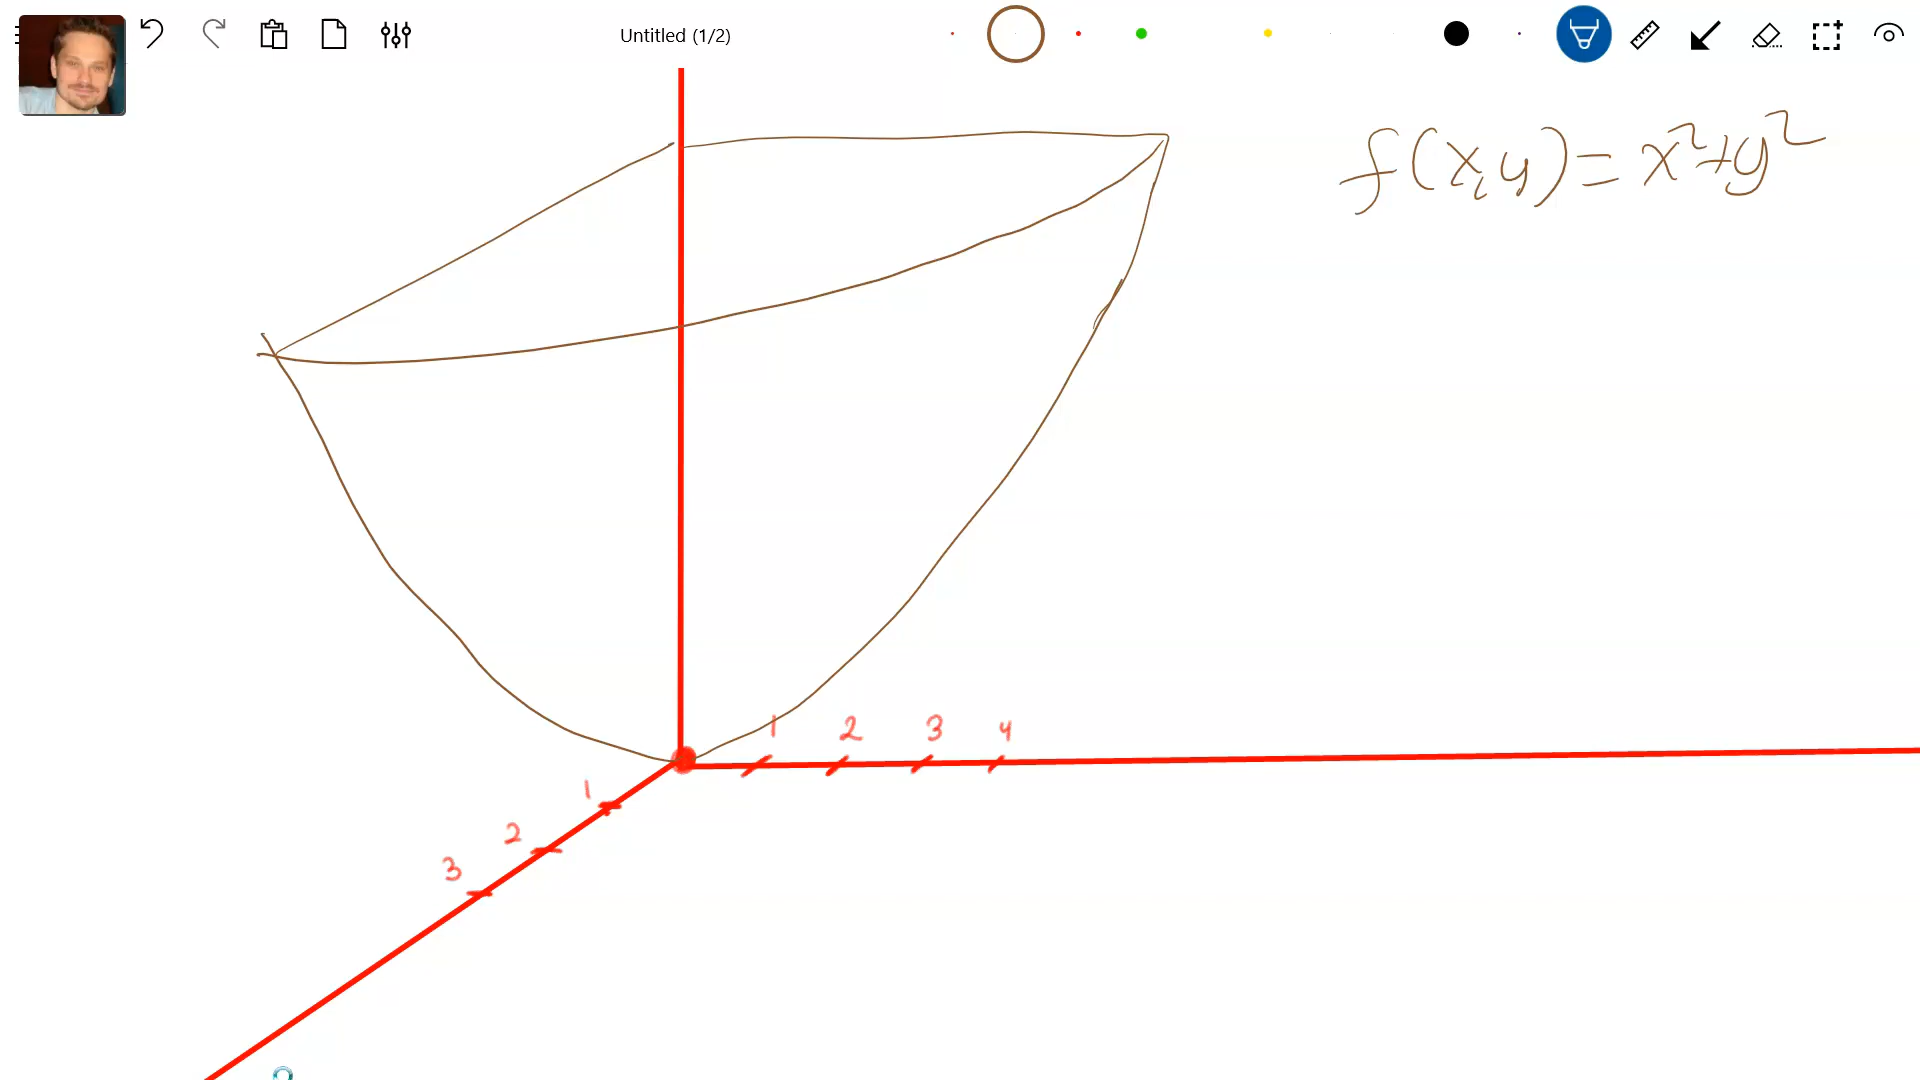 Untitled (1/2)
f(x,y)= x²+y²
1 2 3 4
1
2
3